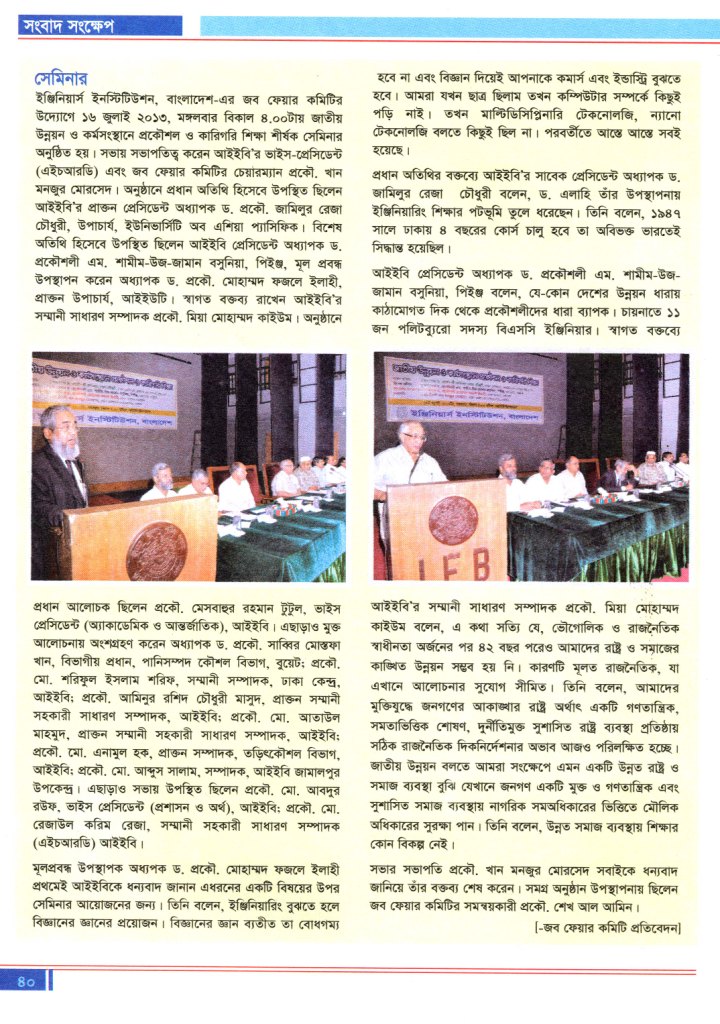 সংবাদ সংক্ষেপ
সেমিনার
ইঞ্জিনিয়ার্স ইনস্টিটিউশন, বাংলাদেশ-এর জব ফেয়ার কমিটির
উদ্যোগে ১৬ জুলাই ২০১৩, মঙ্গলবার বিকাল ৪.০০টায় জাতীয়
উন্নয়ন ও কর্মসংস্থানে প্রকৌশল ও কারিগরি শিক্ষা শীর্ষক সেমিনার
অনুষ্ঠিত হয়। সভায় সভাপতিত্ব করেন আইইবি’র ভাইস-প্রেসিডেন্ট
(এইচআরডি) এবং জব ফেয়ার কমিটির চেয়ারম্যান প্রকৌ. খান
মনজুর মোরসেদ। অনুষ্ঠানে প্রধান অতিথি হিসেবে উপস্থিত ছিলেন
আইইবি’র প্রাক্তন প্রেসিডেন্ট অধ্যাপক ড. প্রকৌ. জামিলুর রেজা
চৌধুরী, উপাচার্য, ইউনিভার্সিটি অব এশিয়া প্যাসিফিক। বিশেষ
অতিথি হিসেবে উপস্থিত ছিলেন আইইবি প্রেসিডেন্ট অধ্যাপক ড.
প্রকৌশলী এম. শামীম-উজ-জামান বসুনিয়া, পিইঞ্জ, মূল প্রবন্ধ
উপস্থাপন করেন অধ্যাপক ড. প্রকৌ. মোহাম্মদ ফজলে ইলাহী,
প্রাক্তন উপাচার্য, আইইউটি। স্বাগত বক্তব্য রাখেন আইইবি’র
সম্মানী সাধারণ সম্পাদক প্রকৌ. মিয়া মোহাম্মদ কাইউম। অনুষ্ঠানে
প্রধান আলোচক ছিলেন প্রকৌ. মেসবাহুর রহমান টুটুল, ভাইস
প্রেসিডেন্ট (অ্যাকাডেমিক ও আন্তর্জাতিক), আইইবি। এছাড়াও মুক্ত
আলোচনায় অংশগ্রহণ করেন অধ্যাপক ড. প্রকৌ. সাব্বির মোস্তফা
খান, বিভাগীয় প্রধান, পানিসম্পদ কৌশল বিভাগ, বুয়েট; প্রকৌ.
মো. শরিফুল ইসলাম শরিফ, সম্মানী সম্পাদক, ঢাকা কেন্দ্র,
আইইবি; প্রকৌ. আমিনুর রশিদ চৌধুরী মাসুদ, প্রাক্তন সম্মানী
সহকারী সাধারণ সম্পাদক, আইইবি; প্রকৌ. মো. আতাউল
মাহমুদ, প্রাক্তন সম্মানী সহকারী সাধারণ সম্পাদক, আইইবি;
প্রকৌ. মো. এনামুল হক, প্রাক্তন সম্পাদক, তড়িৎকৌশল বিভাগ,
আইইবি; প্রকৌ. মো. আব্দুস সালাম, সম্পাদক, আইইবি জামালপুর
উপকেন্দ্র। এছাড়াও সভায় উপস্থিত ছিলেন প্রকৌ. মো. আবদুর
রউফ, ভাইস প্রেসিডেন্ট (প্রশাসন ও অর্থ), আইইবি; প্রকৌ. মো.
রেজাউল করিম রেজা, সম্মানী সহকারী সাধারণ সম্পাদক
(এইচআরডি) আইইবি।
মূলপ্রবন্ধ উপস্থাপক অধ্যপক ড. প্রকৌ. মোহাম্মদ ফজলে ইলাহী
প্রথমেই আইইবিকে ধন্যবাদ জানান এধরনের একটি বিষয়ের উপর
সেমিনার আয়োজনের জন্য। তিনি বলেন, ইঞ্জিনিয়ারিং বুঝতে হলে
বিজ্ঞানের জ্ঞানের প্রয়োজন। বিজ্ঞানের জ্ঞান ব্যতীত তা বোধগম্য
হবে না এবং বিজ্ঞান দিয়েই আপনাকে কমার্স এবং ইন্ডাস্ট্রি বুঝতে
হবে। আমরা যখন ছাত্র ছিলাম তখন কম্পিউটার সম্পর্কে কিছুই
পড়ি নাই। তখন মাল্টিডিসিপ্লিনারি টেকনোলজি, ন্যানো
টেকনোলজি বলতে কিছুই ছিল না। পরবর্তীতে আস্তে আস্তে সবই
হয়েছে।
প্রধান অতিথির বক্তব্যে আইইবি’র সাবেক প্রেসিডেন্ট অধ্যাপক ড.
জামিলুর রেজা চৌধুরী বলেন, ড. এলাহি তাঁর উপস্থাপনায়
ইঞ্জিনিয়ারিং শিক্ষার পটভূমি তুলে ধরেছেন। তিনি বলেন, ১৯৪৭
সালে ঢাকায় ৪ বছরের কোর্স চালু হবে তা অবিভক্ত ভারতেই
সিদ্ধান্ত হয়েছিল।
আইইবি প্রেসিডেন্ট অধ্যাপক ড. প্রকৌশলী এম. শামীম-উজ-
জামান বসুনিয়া, পিইঞ্জ বলেন, যে-কোন দেশের উন্নয়ন ধারায়
কাঠামোগত দিক থেকে প্রকৌশলীদের ধারা ব্যাপক। চায়নাতে ১১
জন পলিটব্যুরো সদস্য বিএসসি ইঞ্জিনিয়ার। স্বাগত বক্তব্যে
ইঞ্জিনিয়ার্স ইনস্টিটিউশন, বাংলাদেশ
IEB
আইইবি’র সম্মানী সাধারণ সম্পাদক প্রকৌ. মিয়া মোহাম্মদ
কাইউম বলেন, এ কথা সত্যি যে, ভৌগোলিক ও রাজনৈতিক
স্বাধীনতা অর্জনের পর ৪২ বছর পরেও আমাদের রাষ্ট্র ও সমাজের
কাঙ্খিত উন্নয়ন সম্ভব হয় নি। কারণটি মূলত রাজনৈতিক, যা
এখানে আলোচনার সুযোগ সীমিত। তিনি বলেন, আমাদের
মুক্তিযুদ্ধে জনগণের আকাঙ্খার রাষ্ট্র অর্থাৎ একটি গণতান্ত্রিক,
সমতাভিত্তিক শোষণ, দুর্নীতিমুক্ত সুশাসিত রাষ্ট্র ব্যবস্থা প্রতিষ্ঠায়
সঠিক রাজনৈতিক দিকনির্দেশনার অভাব আজও পরিলক্ষিত হচ্ছে।
জাতীয় উন্নয়ন বলতে আমরা সংক্ষেপে এমন একটি উন্নত রাষ্ট্র ও
সমাজ ব্যবস্থা বুঝি যেখানে জনগণ একটি মুক্ত ও গণতান্ত্রিক এবং
সুশাসিত সমাজ ব্যবস্থায় নাগরিক সমঅধিকারের ভিত্তিতে মৌলিক
অধিকারের সুরক্ষা পান। তিনি বলেন, উন্নত সমাজ ব্যবস্থায় শিক্ষার
কোন বিকল্প নেই।
সভার সভাপতি প্রকৌ. খান মনজুর মোরসেদ সবাইকে ধন্যবাদ
জানিয়ে তাঁর বক্তব্য শেষ করেন। সমগ্র অনুষ্ঠান উপস্থাপনায় ছিলেন
জব ফেয়ার কমিটির সমন্বয়কারী প্রকৌ. শেখ আল আমিন।
[-জব ফেয়ার কমিটি প্রতিবেদন]
৪০